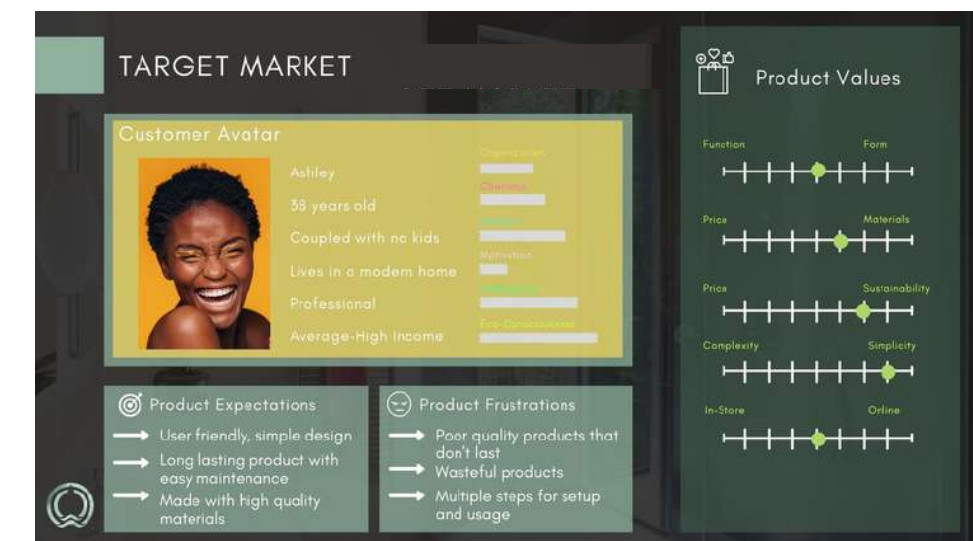 TARGET MARKET
Customer Avatar
Ashley
38 years old
Coupled with no kids
Lives in a modern home
Professional
Average-High Income
Organization
Charisma
Motivation
Eco-Consciousness
Product Expectations
User friendly, simple design
Long lasting product with
easy maintenance
Made with high quality
materials
Product Frustrations
Poor quality products that
don't last
Wasteful products
Multiple steps for setup
and usage
Product Values
Function Form
Price Materials
Price Sustainability
Complexity Simplicity
In-Store Online